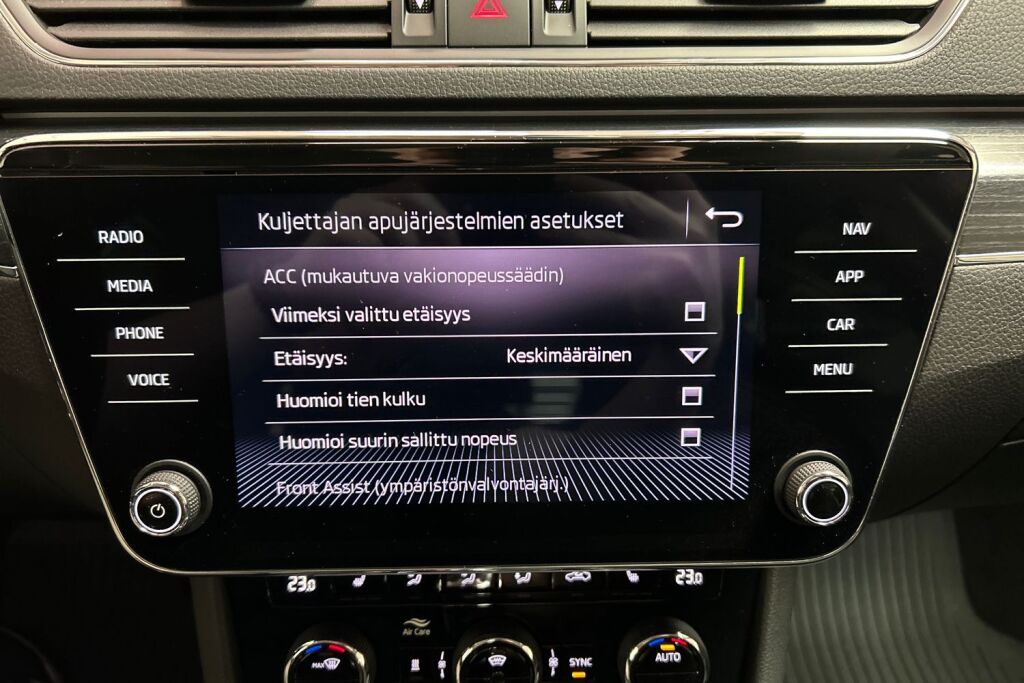 Kuljettajan apujärjestelmien asetukset
ACC (mukautuva vakionopeussäädin)
Viimeksi valittu etäisyys
Etäisyys: Keskimääräinen
Huomioi tien kulku
Huomioi suurin sallittu nopeus
Front Assist (ympäristönvalvontajärj.)
RADIO
MEDIA
PHONE
VOICE
NAV
APP
CAR
MENU
23.0
23.0
Air Care
MAX
SYNC
AUTO